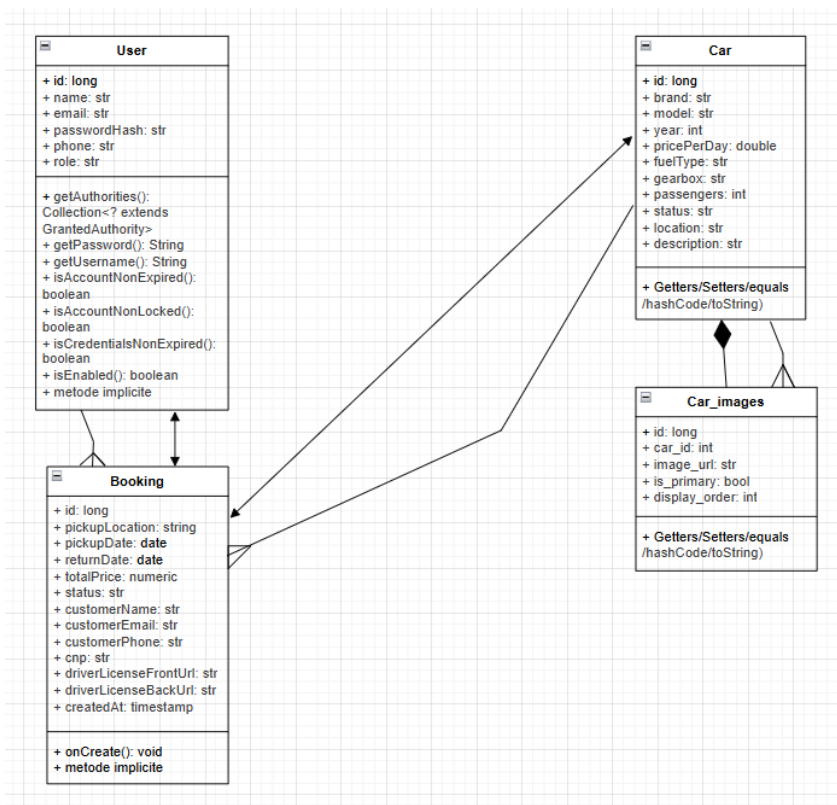 User
+ id: long
+ name: str
+ email: str
+ passwordHash: str
+ phone: str
+ role: str
+ getAuthorities():
Collection<? extends
GrantedAuthority>
+ getPassword(): String
+ getUsername(): String
+ isAccountNonExpired():
boolean
+ isAccountNonLocked():
boolean
+ isCredentialsNonExpired():
boolean
+ isEnabled(): boolean
+ metode implicite
Car
+ id: long
+ brand: str
+ model: str
+ year: int
+ pricePerDay: double
+ fuelType: str
+ gearbox: str
+ passengers: int
+ status: str
+ location: str
+ description: str
+ Getters/Setters/equals
/hashCode/toString)
Booking
+ id: long
+ pickupLocation: string
+ pickupDate: date
+ returnDate: date
+ totalPrice: numeric
+ status: str
+ customerName: str
+ customerEmail: str
+ customerPhone: str
+ cnp: str
+ driverLicenseFrontUrl: str
+ driverLicenseBackUrl: str
+ createdAt: timestamp
+ onCreate(): void
+ metode implicite
Car_images
+ id: long
+ car_id: int
+ image_url: str
+ is_primary: bool
+ display_order: int
+ Getters/Setters/equals
/hashCode/toString)